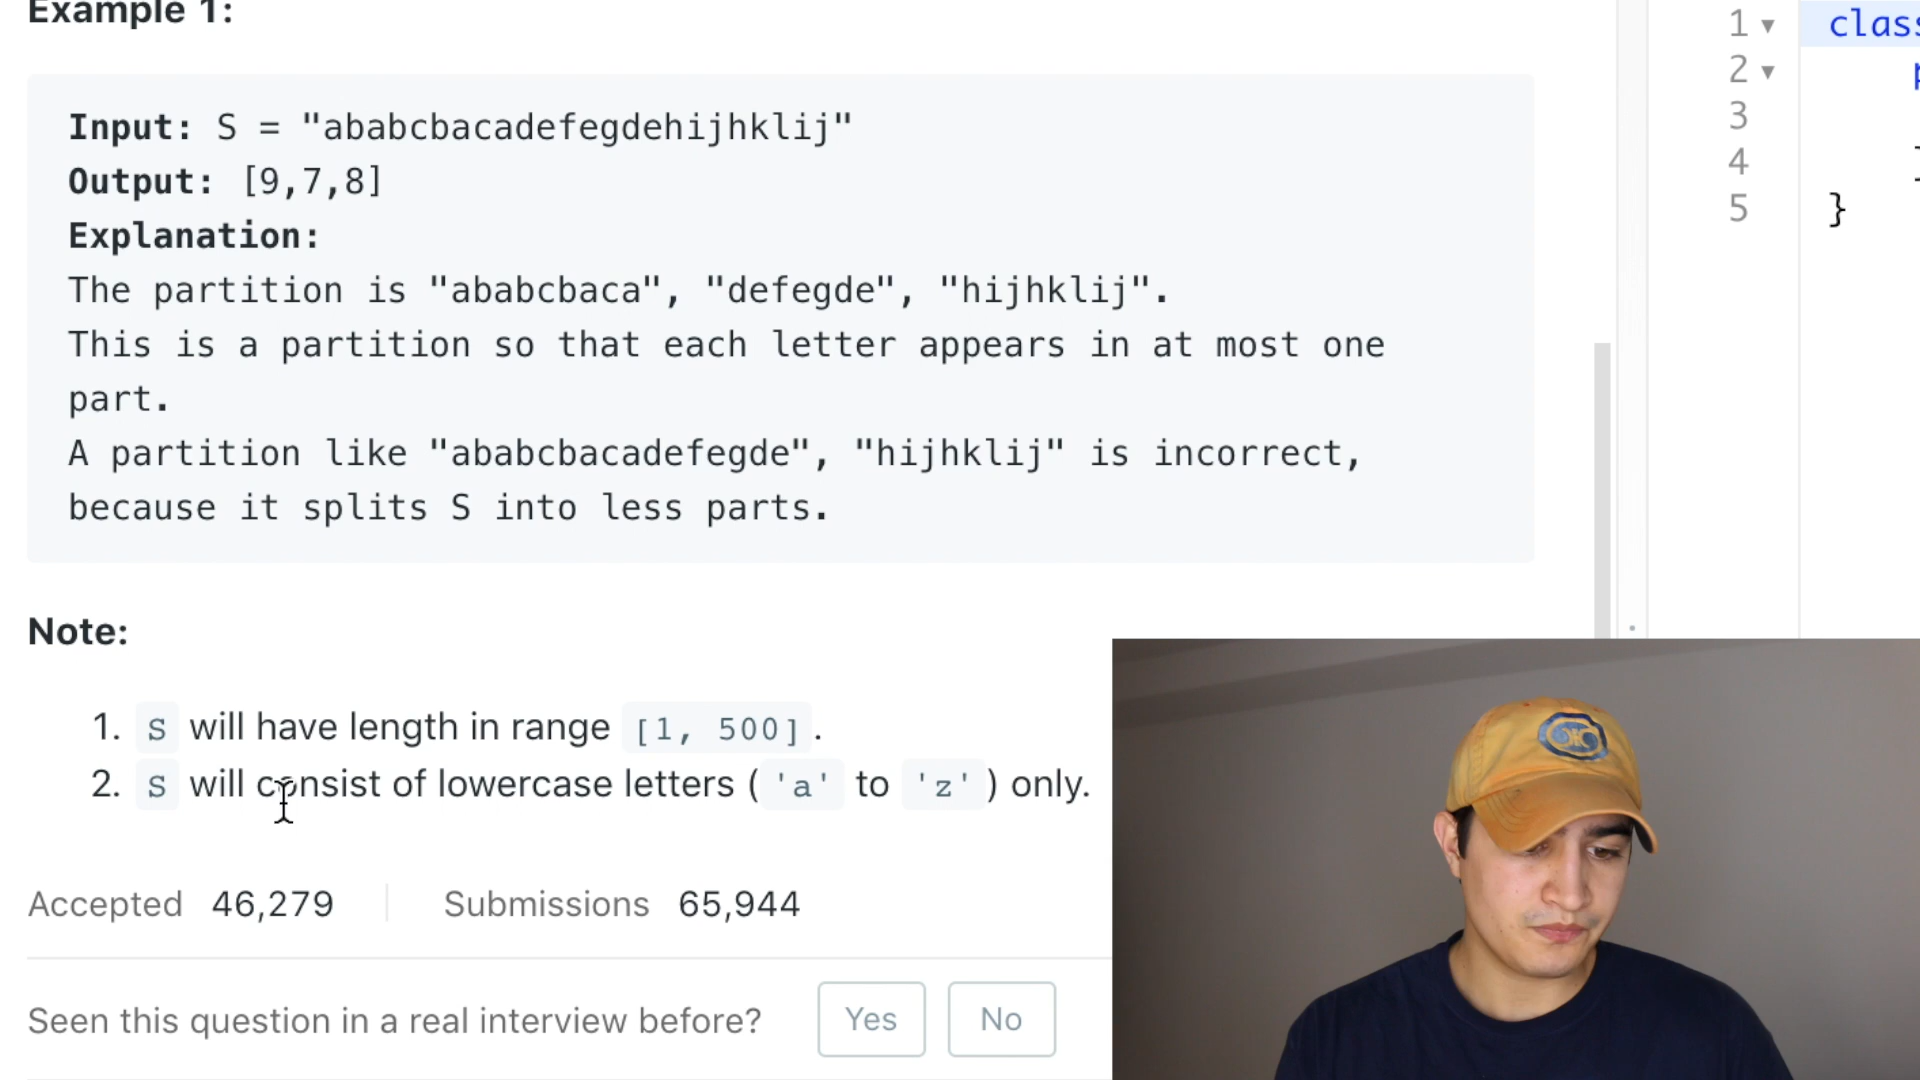 Example 1:
Input: S = "ababcbacadefegdehijhklij"
Output: [9,7,8]
Explanation:
The partition is "ababcbaca", "defegde", "hijhklij".
This is a partition so that each letter appears in at most one
part.
A partition like "ababcbacadefegde", "hijhklij" is incorrect,
because it splits S into less parts.
Note:
1. S will have length in range [1, 500].
2. S will consist of lowercase letters ('a' to 'z') only.
Accepted 46,279 Submissions 65,944
Seen this question in a real interview before? Yes No
1
2
3
4
5 }